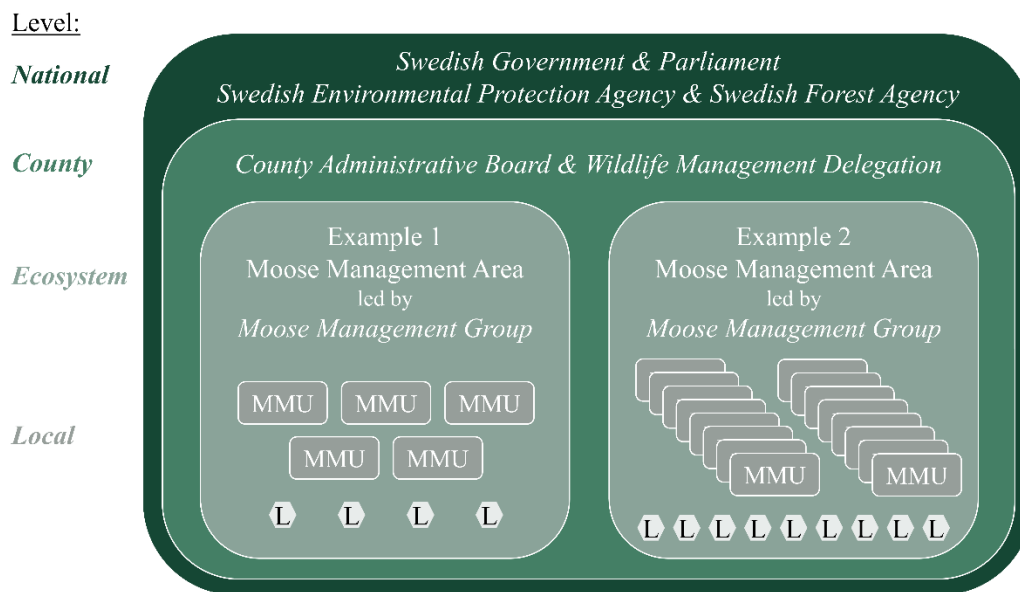 Level:
National
Swedish Government & Parliament
Swedish Environmental Protection Agency & Swedish Forest Agency
County
County Administrative Board & Wildlife Management Delegation
Ecosystem
Example 1
Moose Management Area
led by
Moose Management Group
Example 2
Moose Management Area
led by
Moose Management Group
Local
MMU MMU MMU
MMU MMU
L L L L
MMU MMU
L L L L L L L L L